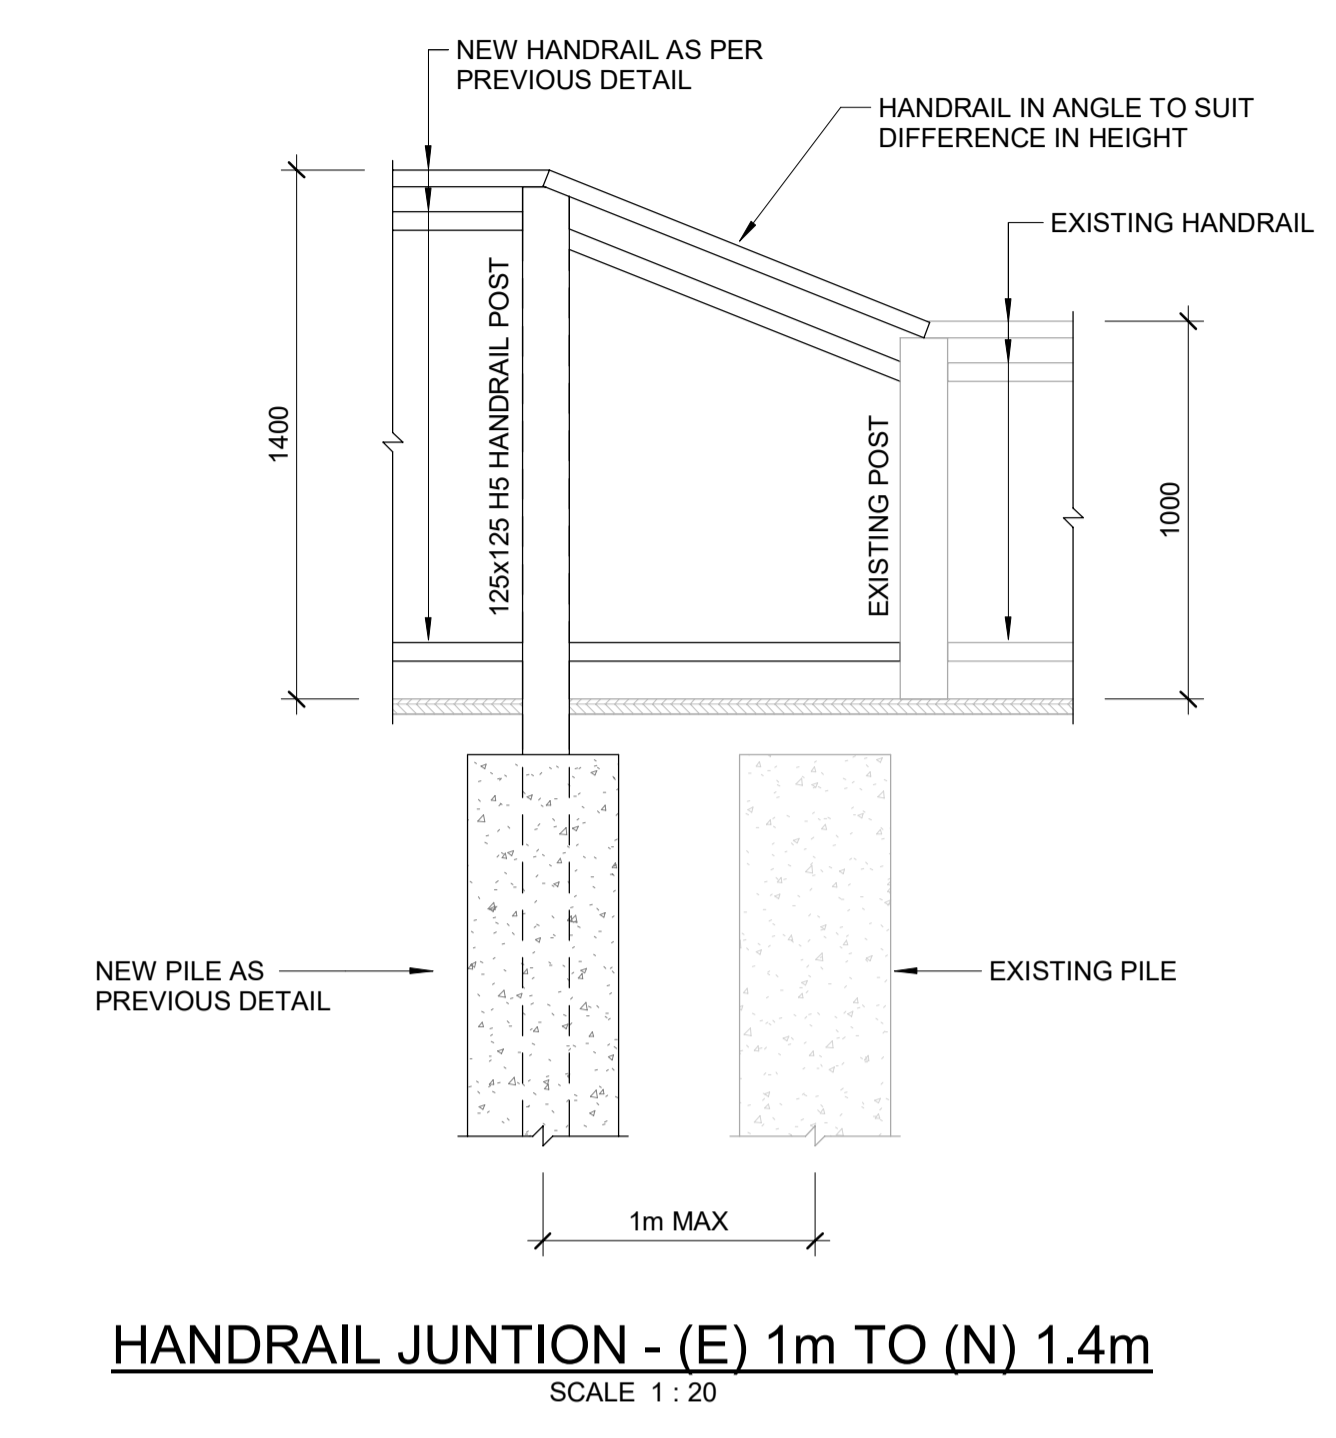 NEW HANDRAIL AS PER
PREVIOUS DETAIL
HANDRAIL IN ANGLE TO SUIT
DIFFERENCE IN HEIGHT
EXISTING HANDRAIL
1400
125x125 H5 HANDRAIL POST
EXISTING POST
1000
NEW PILE AS
PREVIOUS DETAIL
EXISTING PILE
1m MAX
HANDRAIL JUNTION - (E) 1m TO (N) 1.4m
SCALE 1 : 20